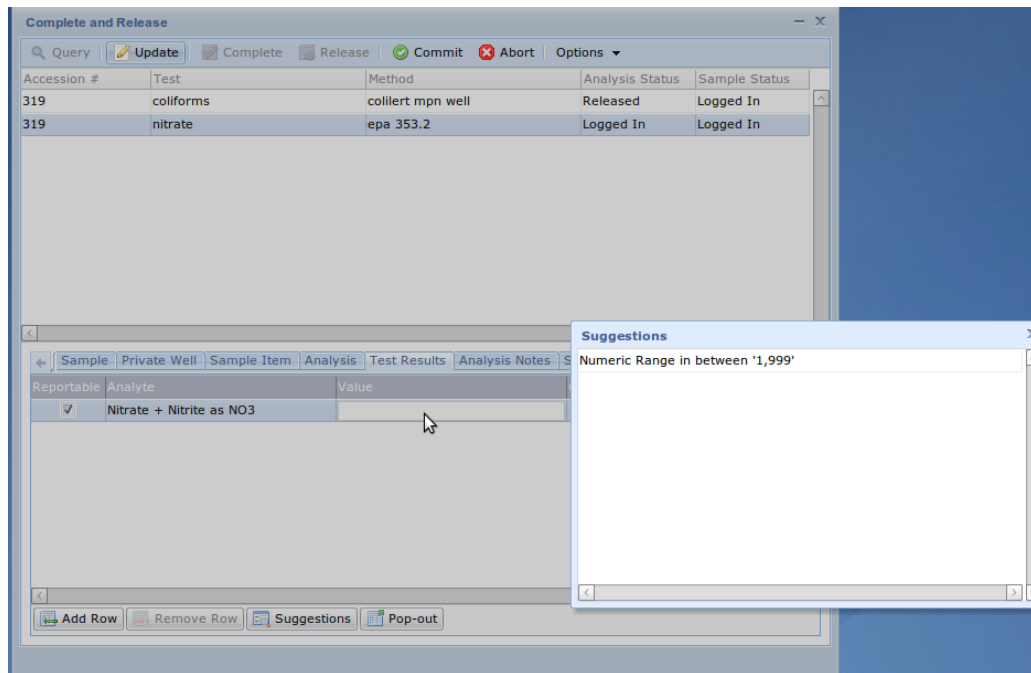 Complete and Release
Query Update Complete Release Commit Abort Options
Accession # Test Method Analysis Status Sample Status
319 coliforms colilert mpn well Released Logged In
319 nitrate epa 353.2 Logged In Logged In
Suggestions
Numeric Range in between '1,999'
Sample Private Well Sample Item Analysis Test Results Analysis Notes S
Reportable Analyte Value
Nitrate + Nitrite as NO3
Add Row Remove Row Suggestions Pop-out